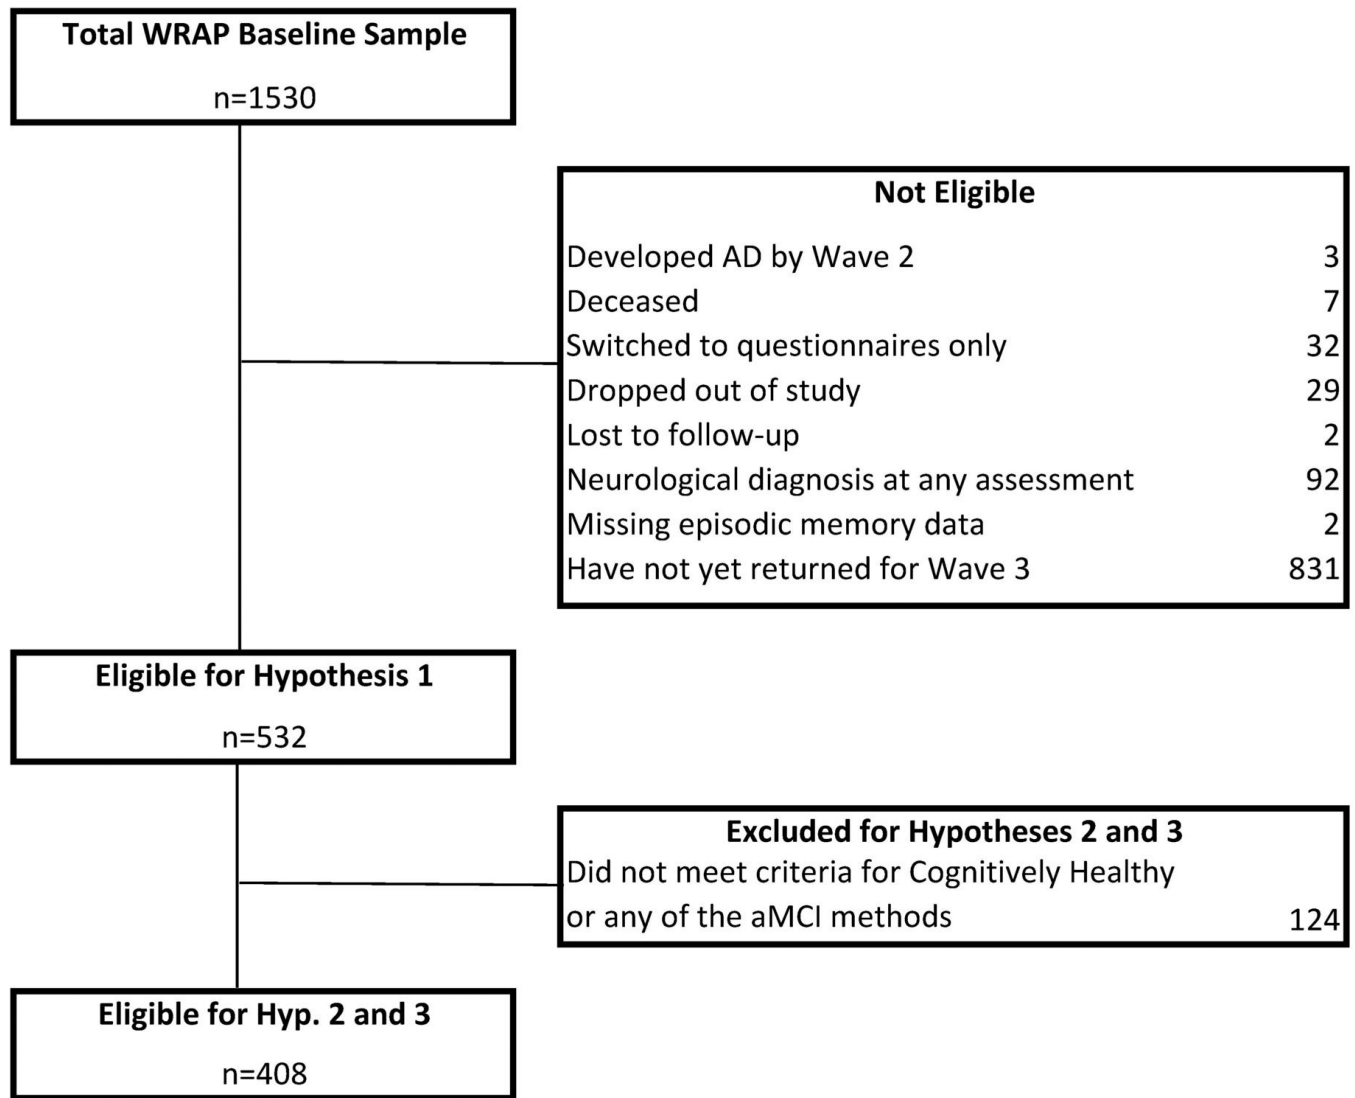 Total WRAP Baseline Sample
n=1530
Not Eligible
Developed AD by Wave 2 3
Deceased 7
Switched to questionnaires only 32
Dropped out of study 29
Lost to follow-up 2
Neurological diagnosis at any assessment 92
Missing episodic memory data 2
Have not yet returned for Wave 3 831
Eligible for Hypothesis 1
n=532
Excluded for Hypotheses 2 and 3
Did not meet criteria for Cognitively Healthy
or any of the aMCI methods 124
Eligible for Hyp. 2 and 3
n=408